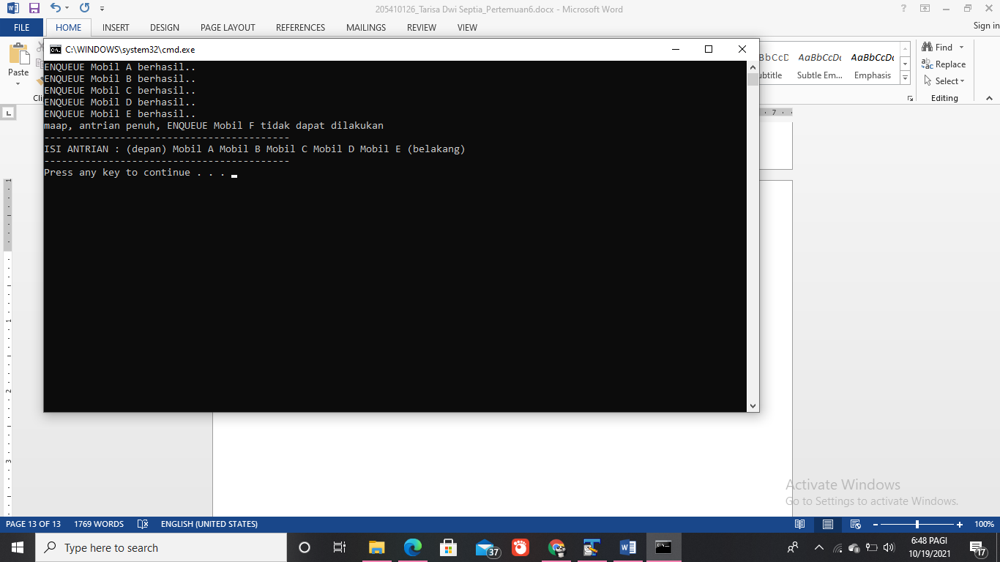 205410126_Tarisa Dwi Septia_Pertemuan6.docx - Microsoft Word
Sign in
FILE HOME INSERT DESIGN PAGE LAYOUT REFERENCES MAILINGS REVIEW VIEW
C:\WINDOWS\system32\cmd.exe
Paste
AaBbCcDc AaBbCcDc
Subtle Em... Emphasis
Find
Replace
Select
Editing
ENQUEUE Mobil A berhasil..
ENQUEUE Mobil B berhasil..
ENQUEUE Mobil C berhasil..
ENQUEUE Mobil D berhasil..
ENQUEUE Mobil E berhasil..
maap, antrian penuh, ENQUEUE Mobil F tidak dapat dilakukan
------------------------------------------
ISI ANTRIAN : (depan) Mobil A Mobil B Mobil C Mobil D Mobil E (belakang)
------------------------------------------
Press any key to continue . . .
7
1
1
2
3
Activate Windows
Go to Settings to activate Windows.
PAGE 13 OF 13 1769 WORDS ENGLISH (UNITED STATES) 100%
Type here to search
37
6:48 PAGI
10/19/2021
17